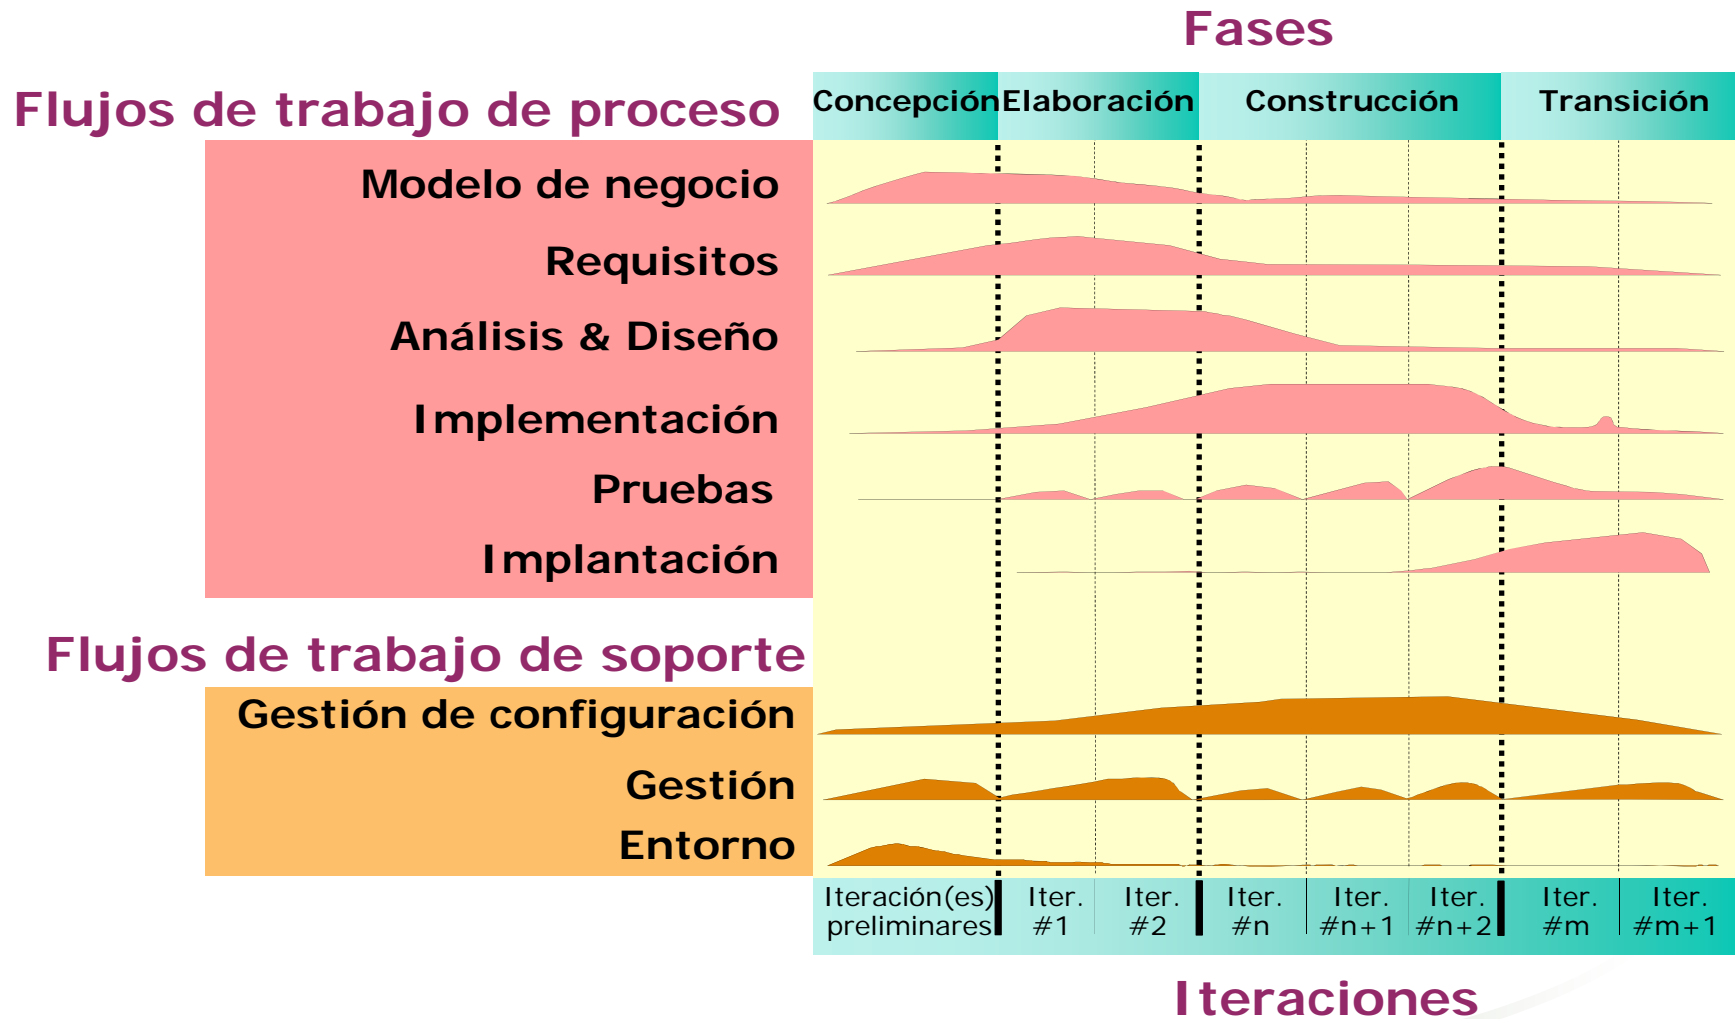 Fases
Flujos de trabajo de proceso
Concepción Elaboración Construcción Transición
Modelo de negocio
Requisitos
Análisis & Diseño
Implementación
Pruebas
Implantación
Flujos de trabajo de soporte
Gestión de configuración
Gestión
Entorno
Iteración(es) Iter. Iter. Iter. Iter. Iter. Iter. Iter.
preliminares #1 #2 #n #n+1 #n+2 #m #m+1
Iteraciones